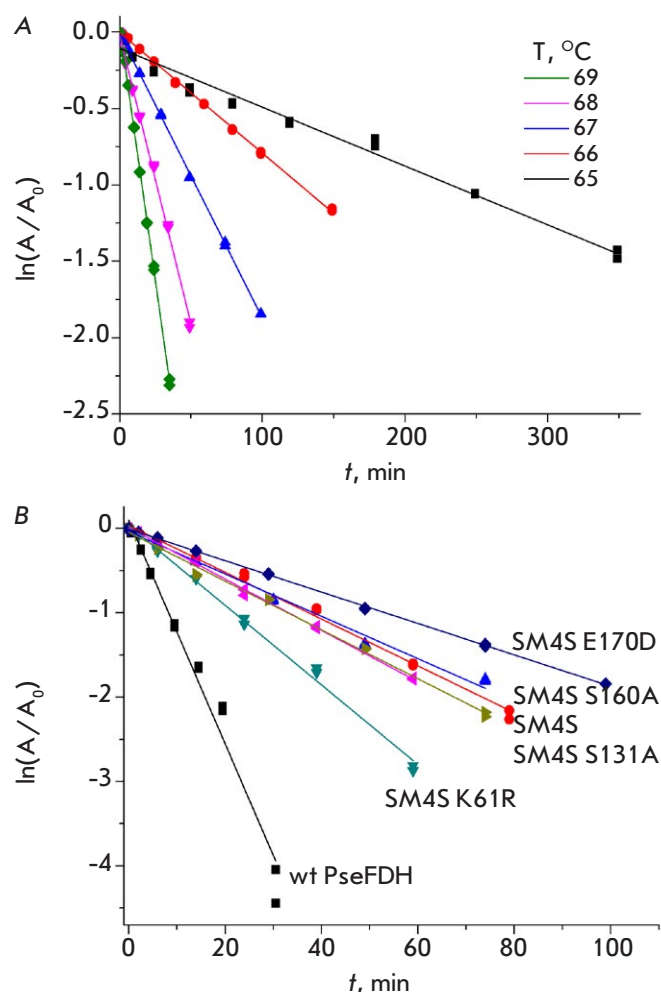 A
0.0
-0.5
-1.0
-1.5
-2.0
-2.5
ln(A/A₀)
0
100
200
300
t, min
T, °C
69
68
67
66
65
B
0
-1
-2
-3
-4
ln(A/A₀)
0
20
40
60
80
100
t, min
SM4S E170D
SM4S S160A
SM4S
SM4S S131A
SM4S K61R
wt PseFDH